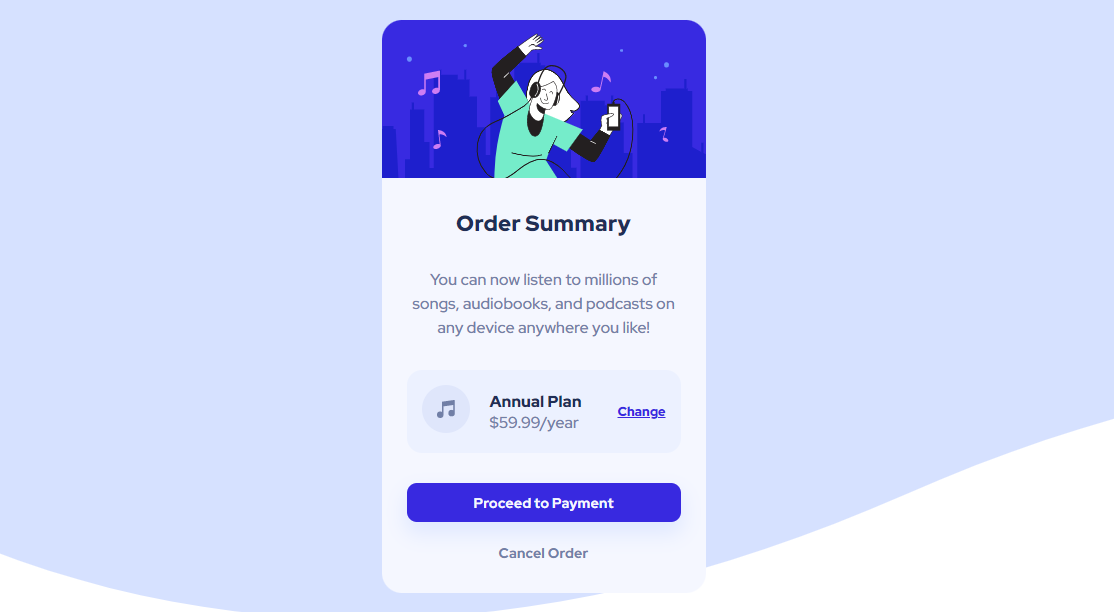 Order Summary
You can now listen to millions of
songs, audiobooks, and podcasts on
any device anywhere you like!
Annual Plan
$59.99/year
Change
Proceed to Payment
Cancel Order